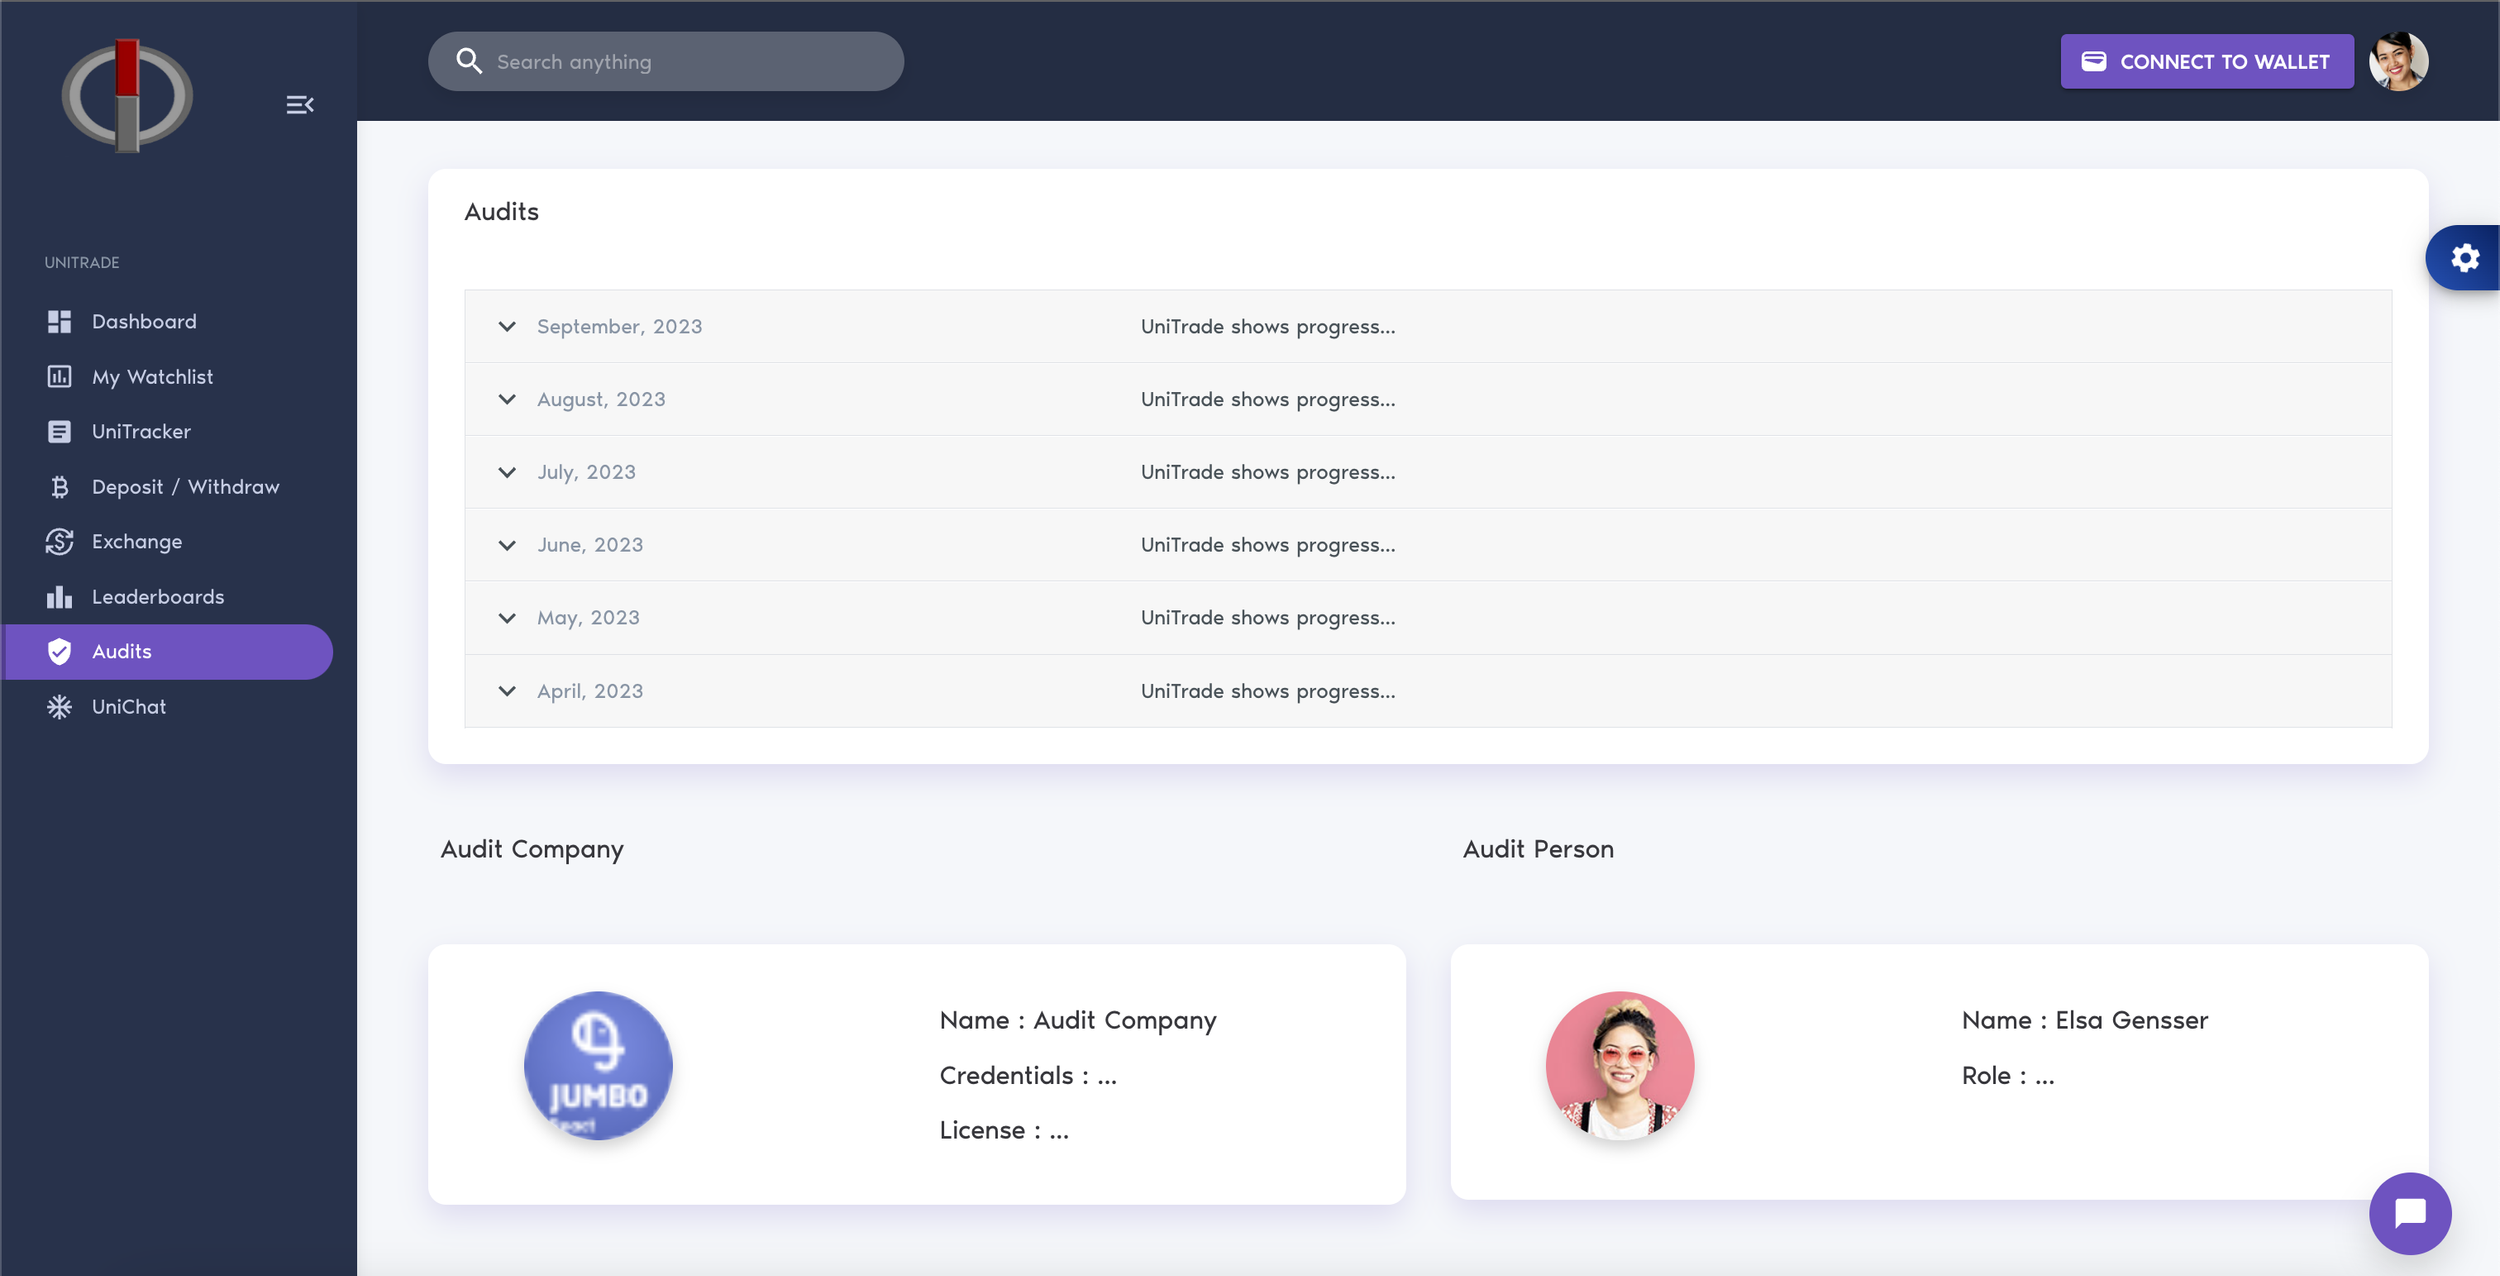 Search anything
CONNECT TO WALLET
UNITRADE
Dashboard
My Watchlist
UniTracker
Deposit / Withdraw
Exchange
Leaderboards
Audits
UniChat
Audits
September, 2023 UniTrade shows progress...
August, 2023 UniTrade shows progress...
July, 2023 UniTrade shows progress...
June, 2023 UniTrade shows progress...
May, 2023 UniTrade shows progress...
April, 2023 UniTrade shows progress...
Audit Company
JUMBO
React
Name : Audit Company
Credentials : ...
License : ...
Audit Person
Name : Elsa Gensser
Role : ...